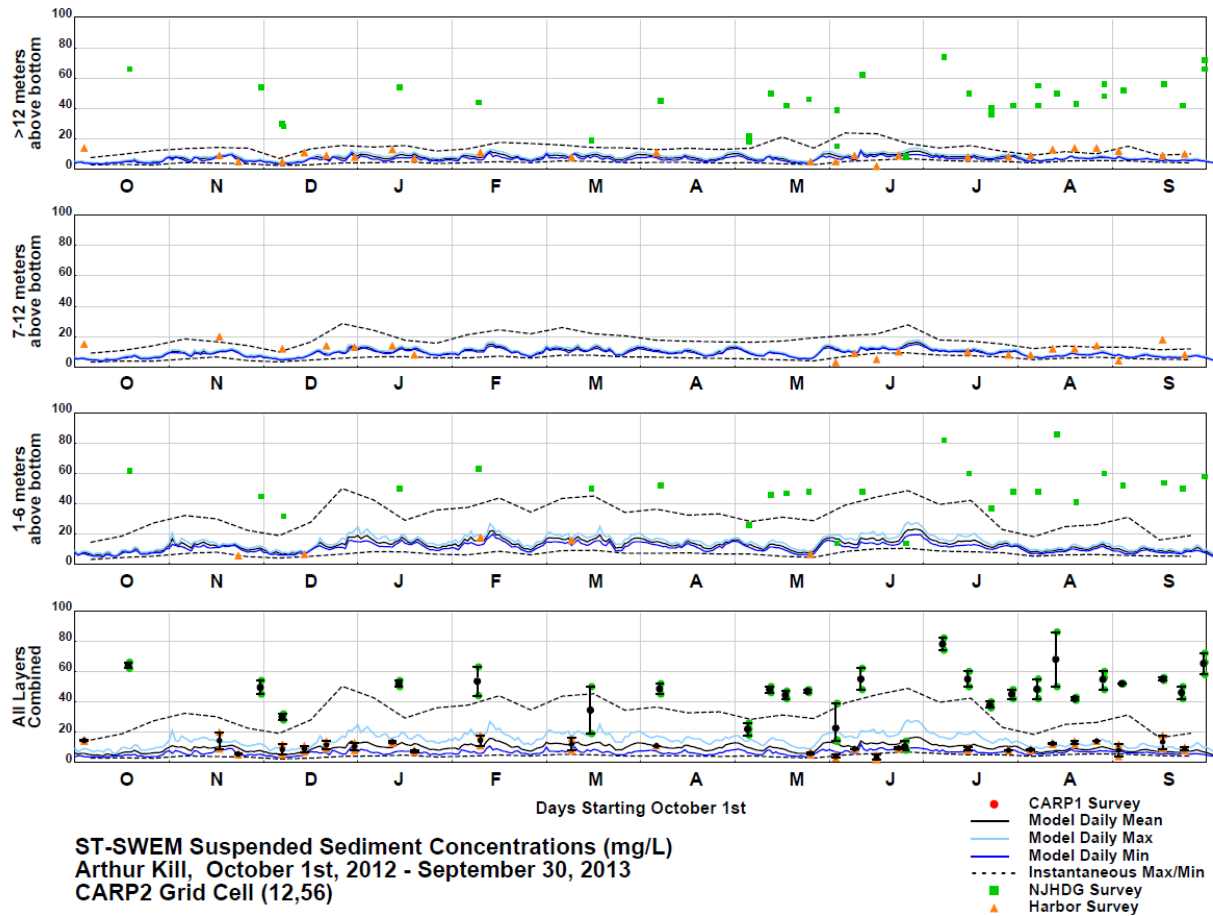 >12 meters
above bottom
100
80
60
40
20
0
O N D J F M A M J J A S
7-12 meters
above bottom
100
80
60
40
20
0
O N D J F M A M J J A S
1-6 meters
above bottom
100
80
60
40
20
0
O N D J F M A M J J A S
All Layers
Combined
100
80
60
40
20
0
O N D J F M A M J J A S
Days Starting October 1st
CARP1 Survey
Model Daily Mean
Model Daily Max
Model Daily Min
Instantaneous Max/Min
NJHDG Survey
Harbor Survey
ST-SWEM Suspended Sediment Concentrations (mg/L)
Arthur Kill, October 1st, 2012 - September 30, 2013
CARP2 Grid Cell (12,56)